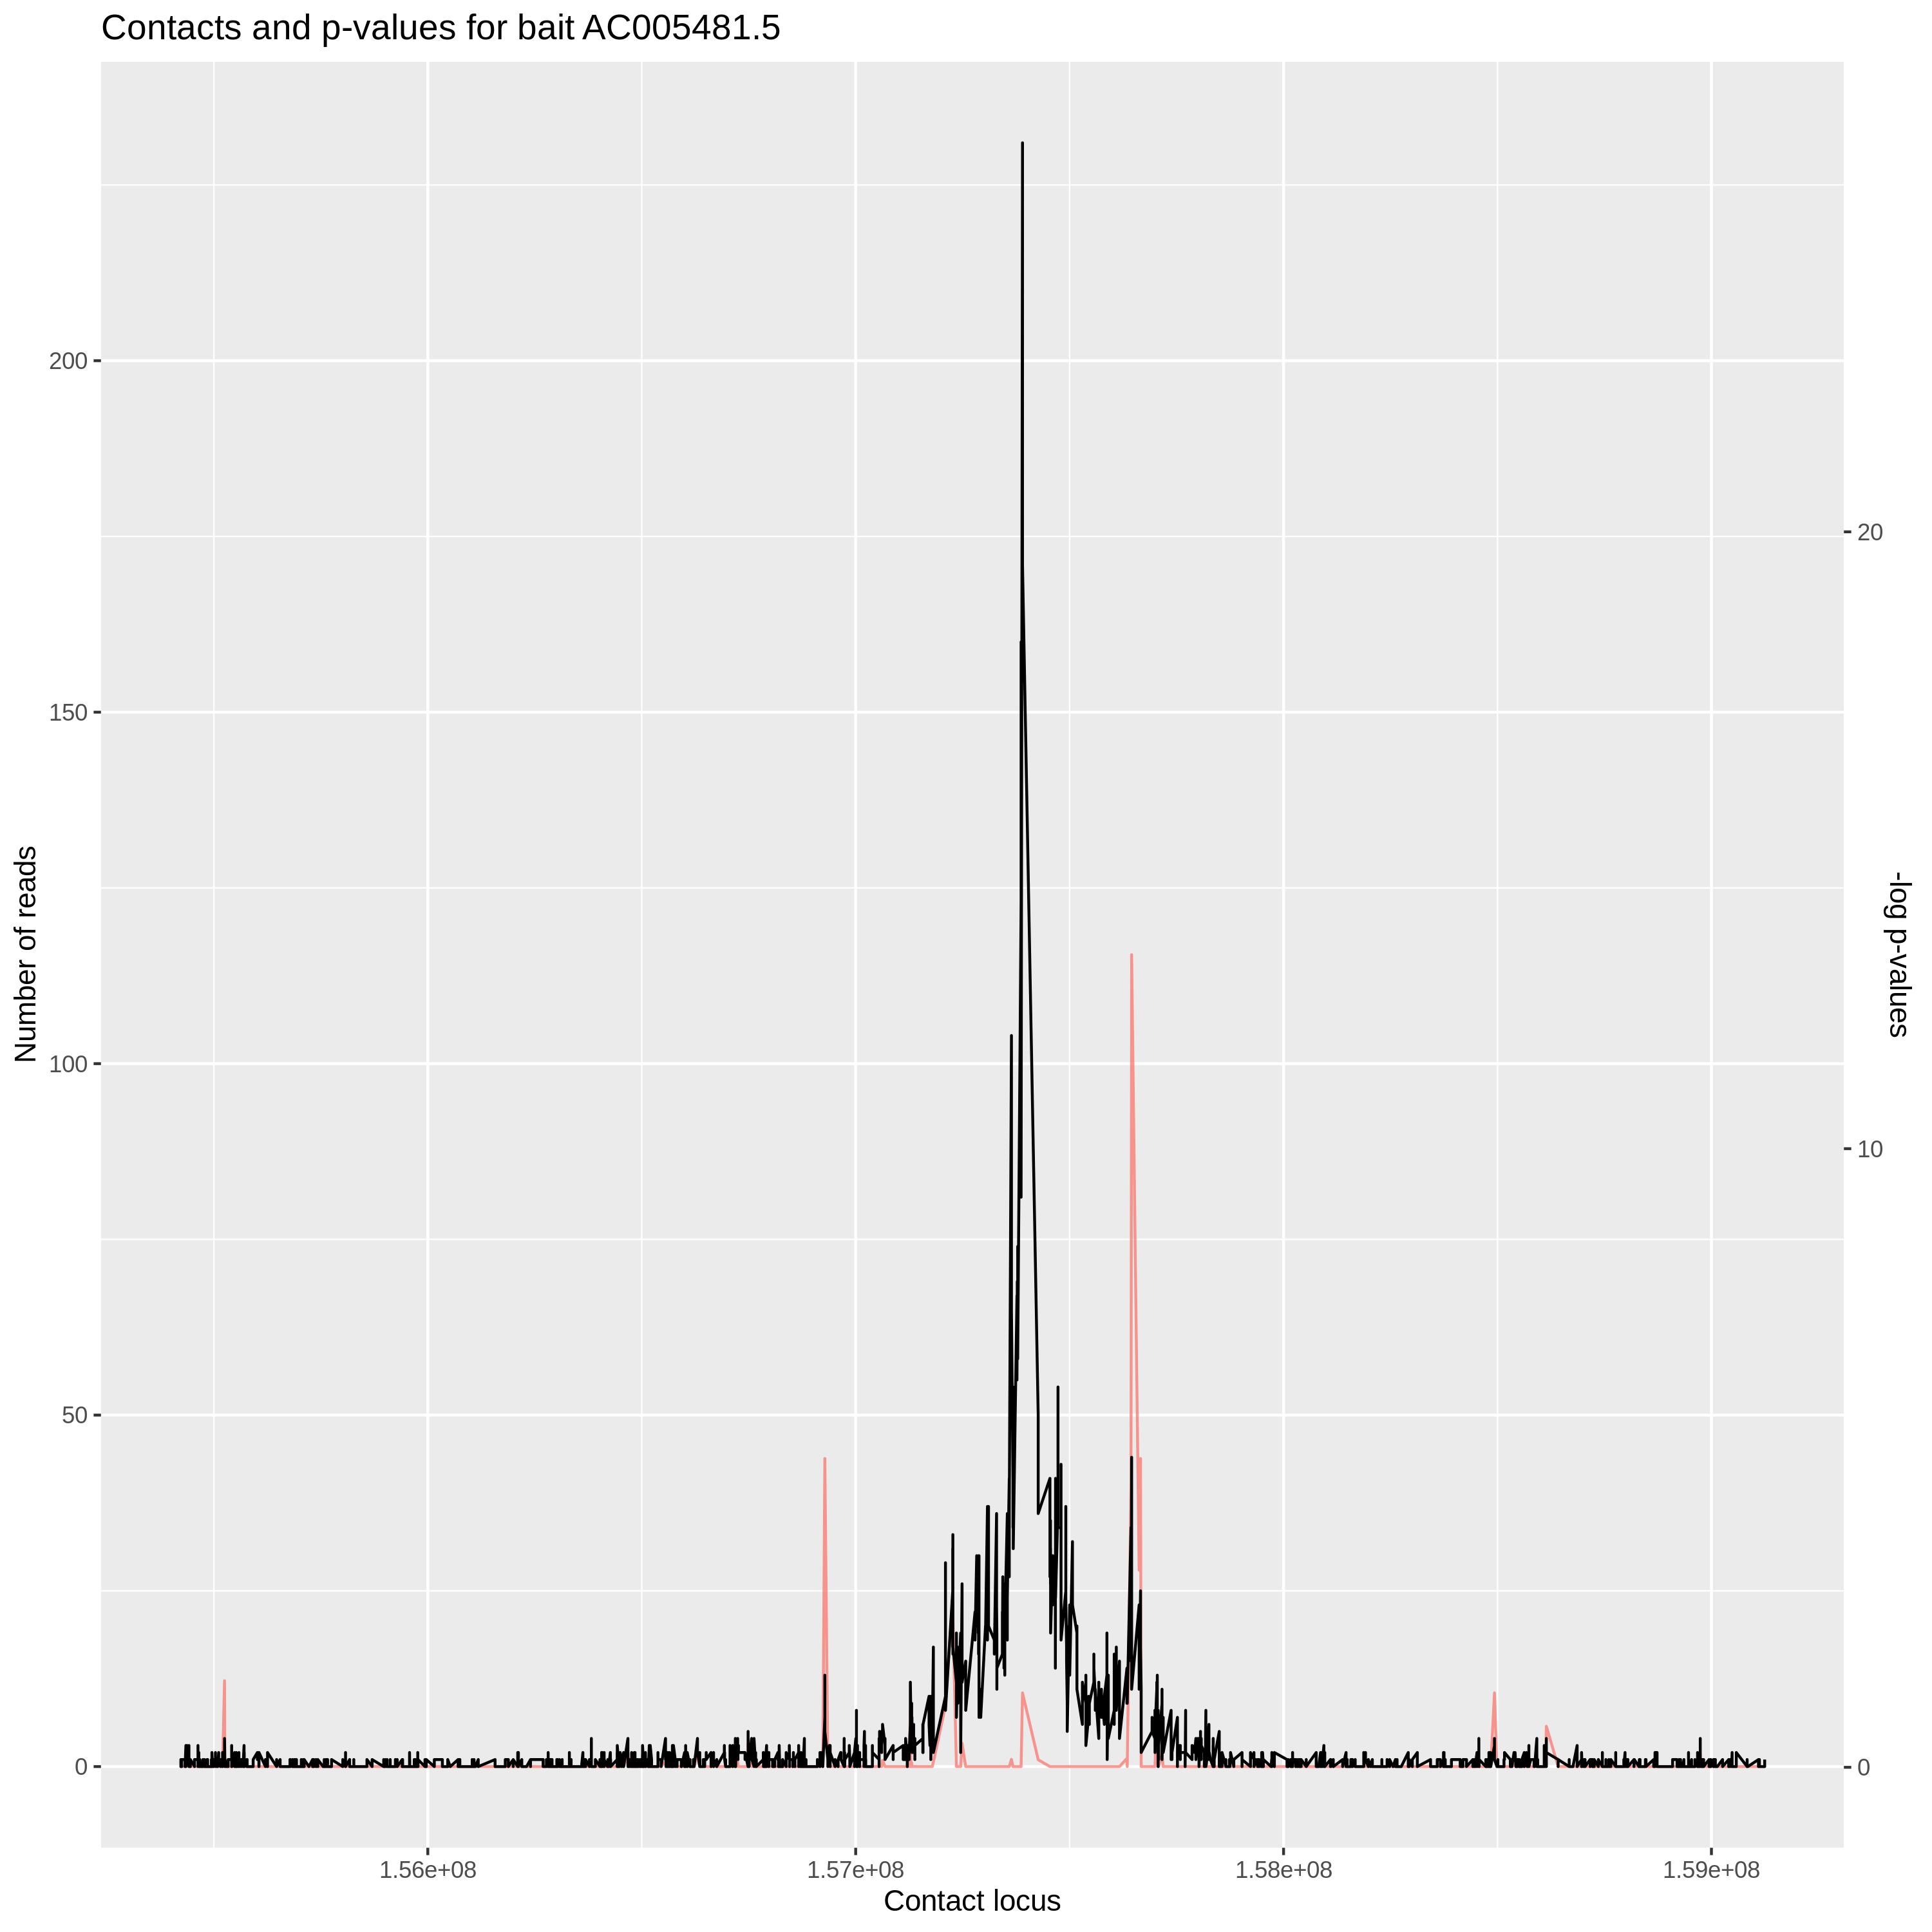 Contacts and p-values for bait AC005481.5
Number of reads
200
150
100
50
0
20
10
0
-log p-values
1.56e+08
1.57e+08
1.58e+08
1.59e+08
Contact locus